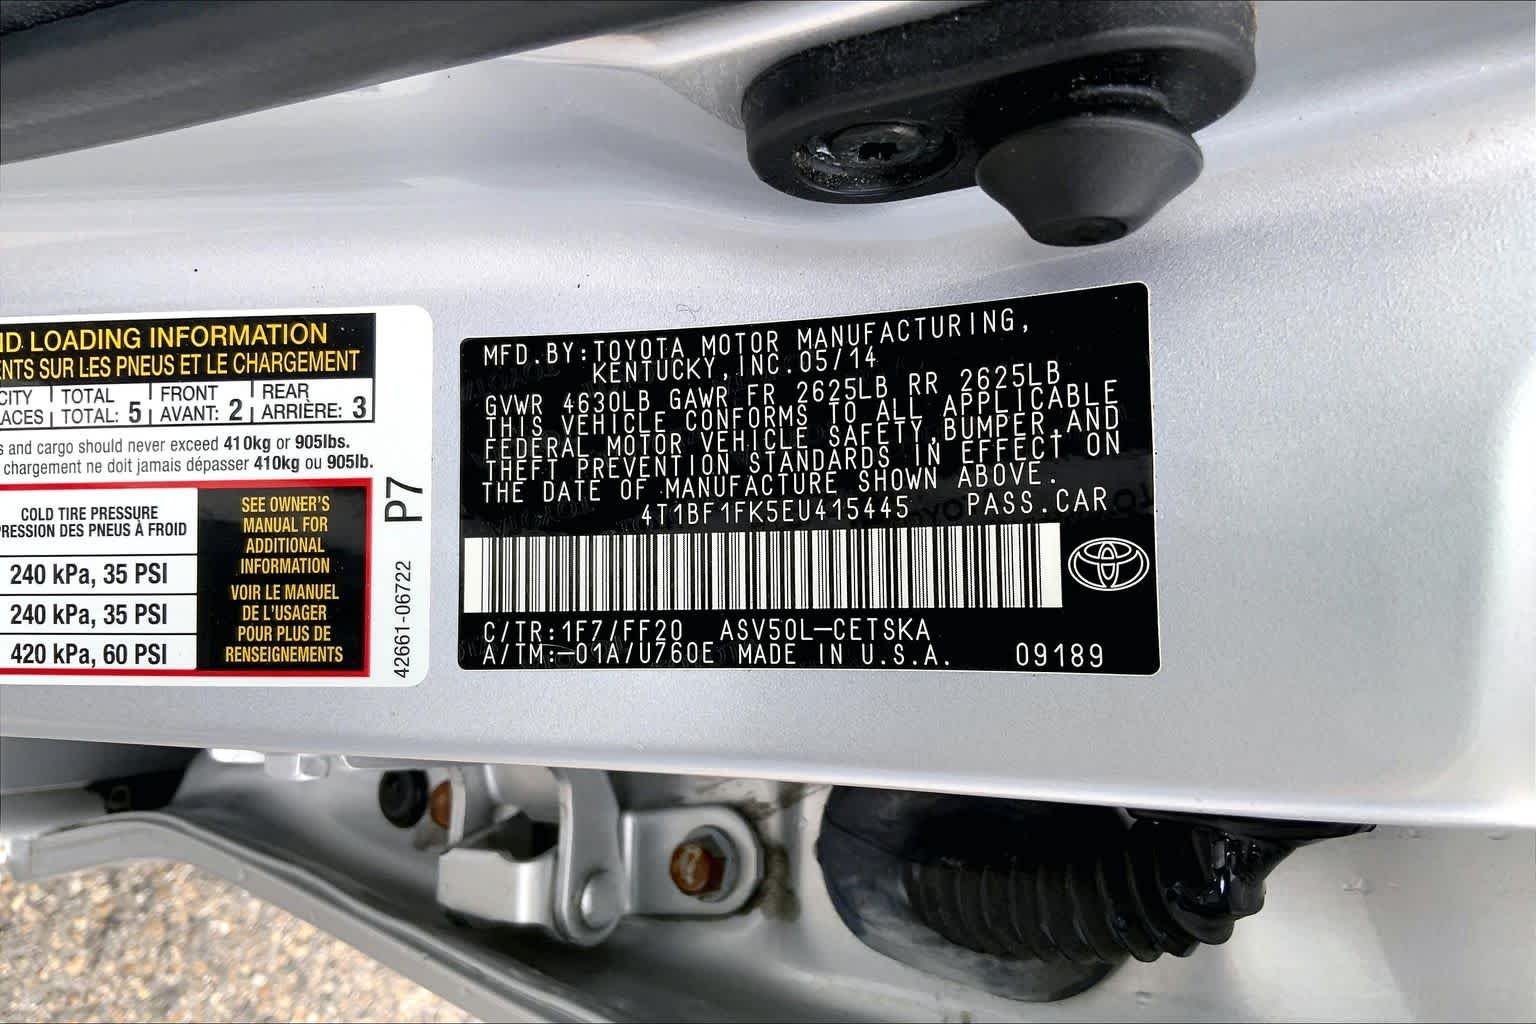 ND LOADING INFORMATION
ENTS SUR LES PNEUS ET LE CHARGEMENT
CITY TOTAL FRONT REAR
ACES TOTAL: 5 AVANT: 2 ARRIÈRE: 3
s and cargo should never exceed 410kg or 905lbs.
chargement ne doit jamais dépasser 410kg ou 905lb.
COLD TIRE PRESSURE
PRESSION DES PNEUS À FROID
240 kPa, 35 PSI
240 kPa, 35 PSI
420 kPa, 60 PSI
SEE OWNER'S
MANUAL FOR
ADDITIONAL
INFORMATION
VOIR LE MANUEL
DE L'USAGER
POUR PLUS DE
RENSEIGNEMENTS
P7
42661-06722
MFD.BY:TOYOTA MOTOR MANUFACTURING,
KENTUCKY,INC.05/14
GVWR 4630LB GAWR FR 2625LB RR 2625LB
THIS VEHICLE CONFORMS TO ALL APPLICABLE
FEDERAL MOTOR VEHICLE SAFETY,BUMPER,AND
THEFT PREVENTION STANDARDS IN EFFECT ON
THE DATE OF MANUFACTURE SHOWN ABOVE.
4T1BF1FK5EU415445 PASS.CAR
C/TR:1F7/FF20 ASV50L-CETSKA
A/TM:-01A/U760E MADE IN U.S.A. 09189